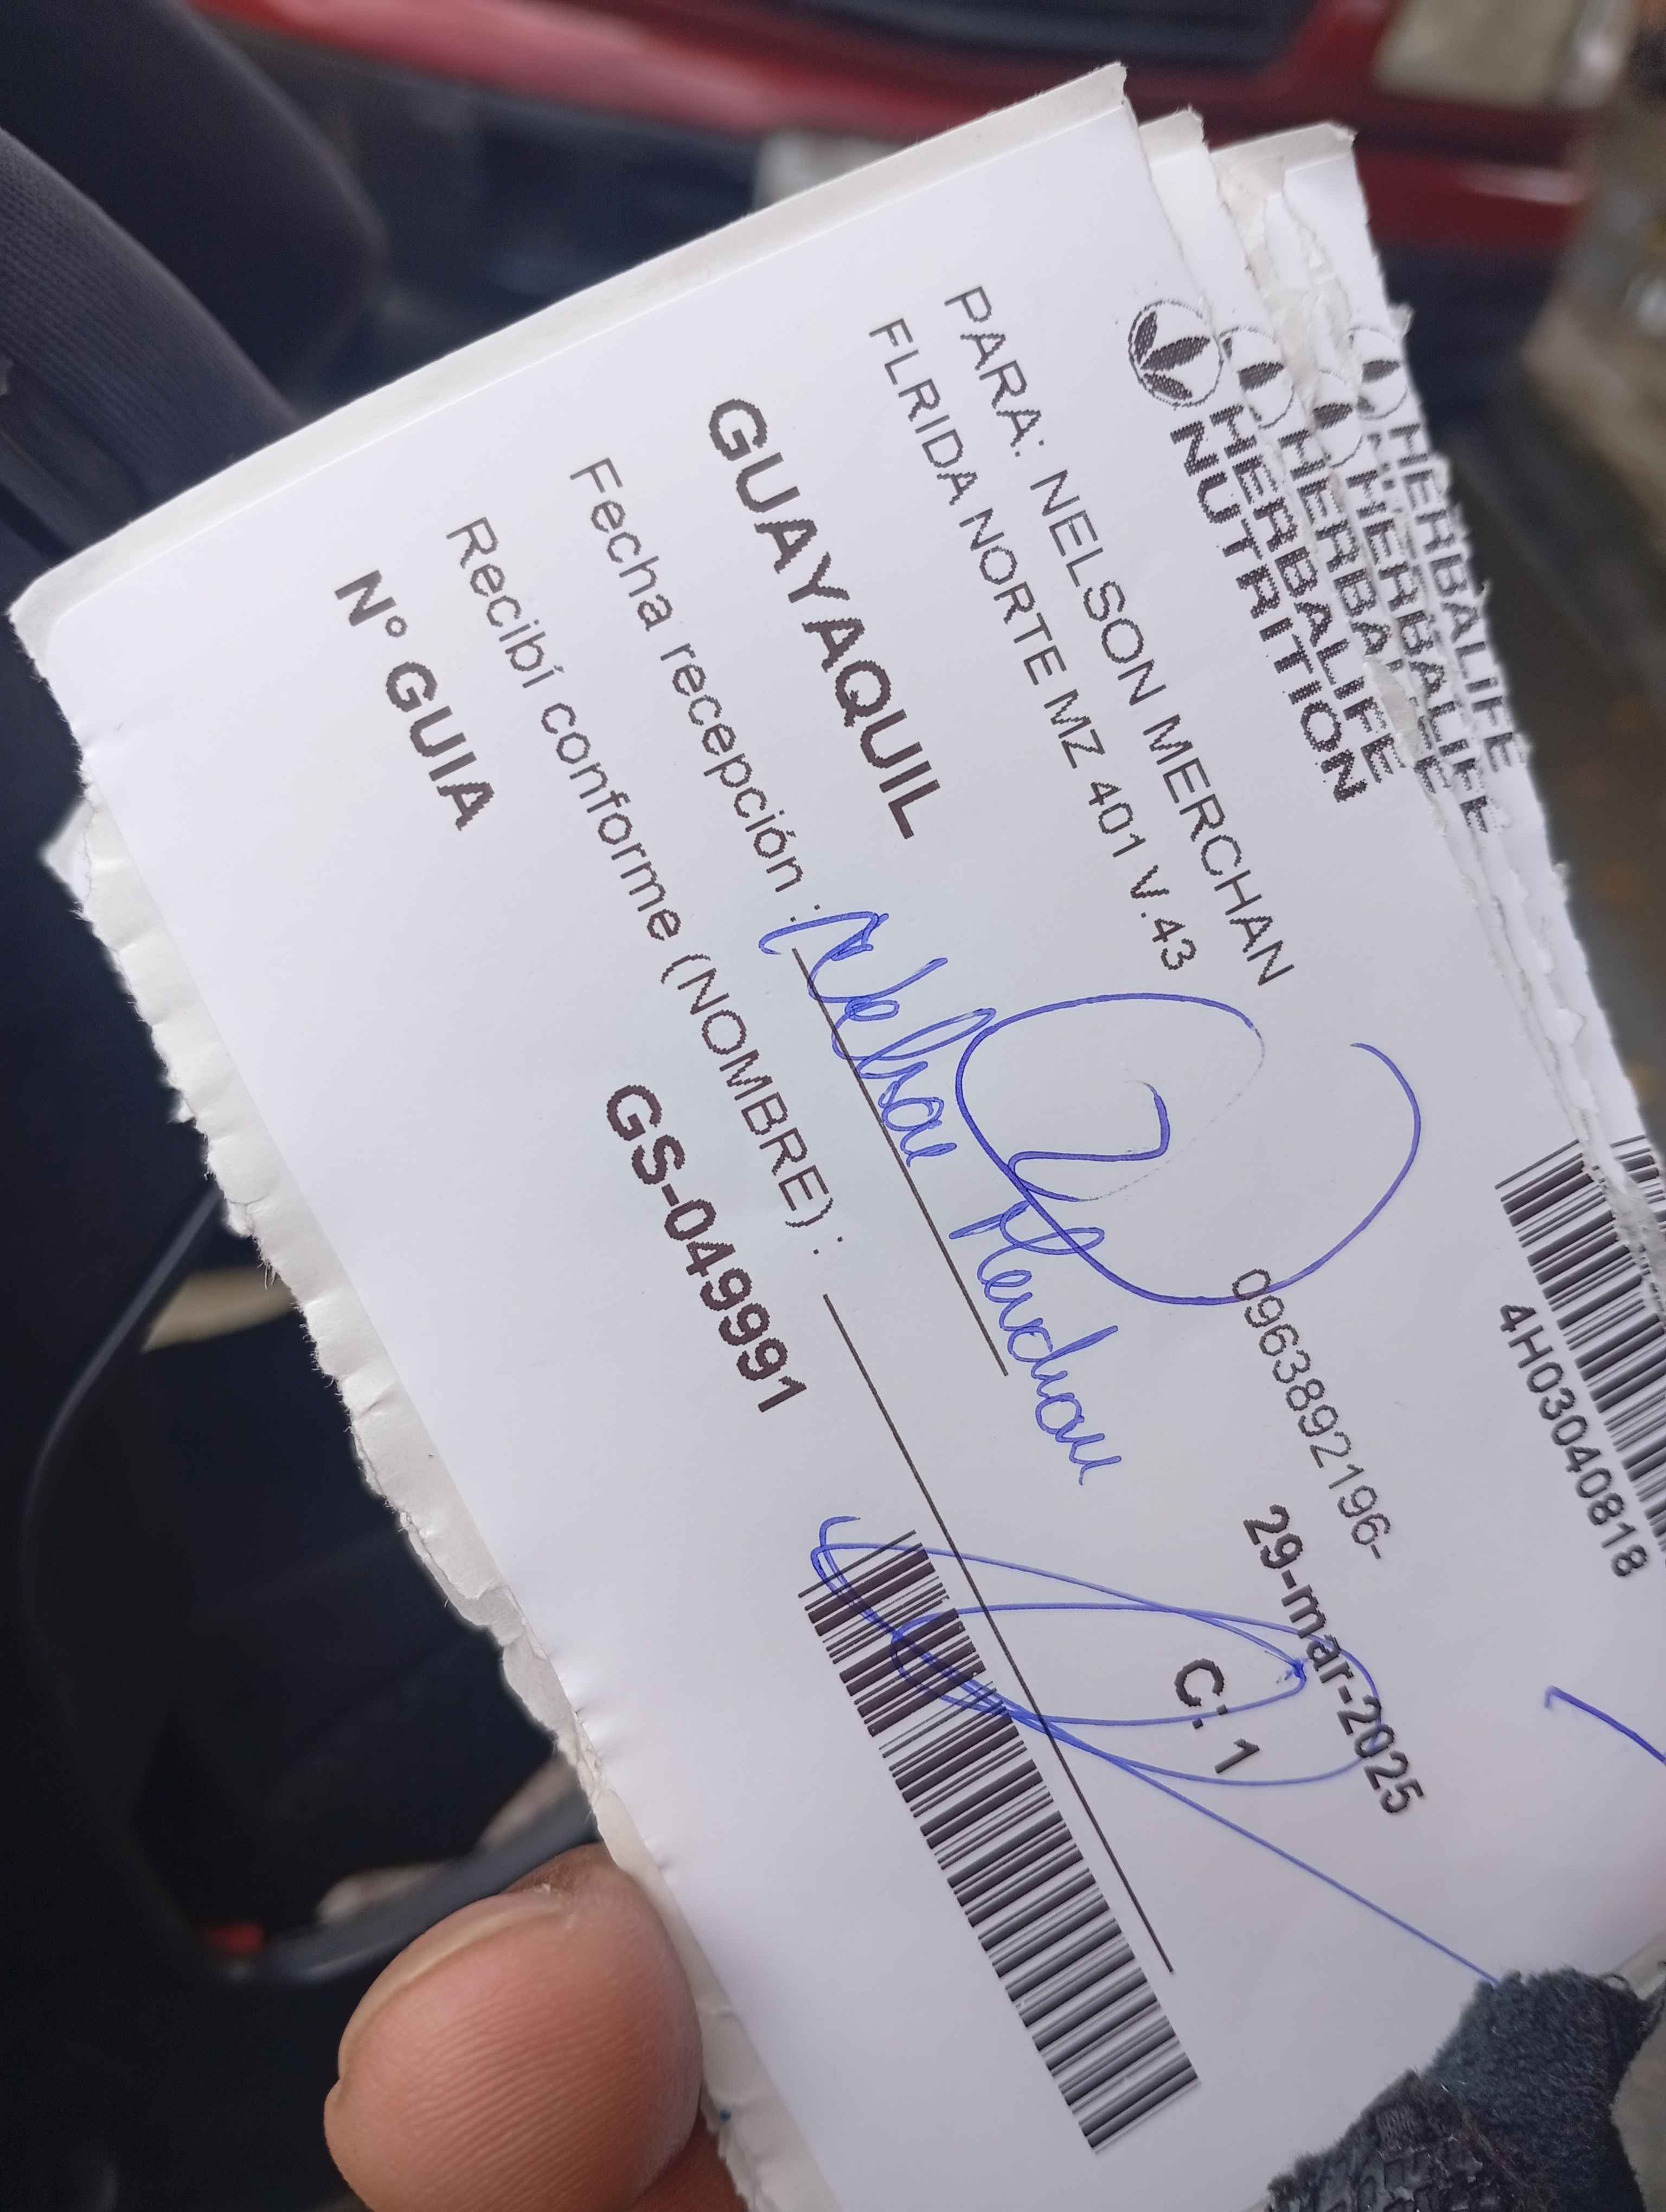 HERBALIFE
HERBALIFE
HERBALIFE
HERBALIFE
NUTRITION
4H03040818
PARA: NELSON MERCHAN
0963892196-
FLRIDA NORTE MZ 401 V.43
29-mar-2025
GUAYAQUIL
C: 1
Fecha recepción :
Nelson Merchan
Recibí conforme (NOMBRE) :
Nº GUIA
GS-049991